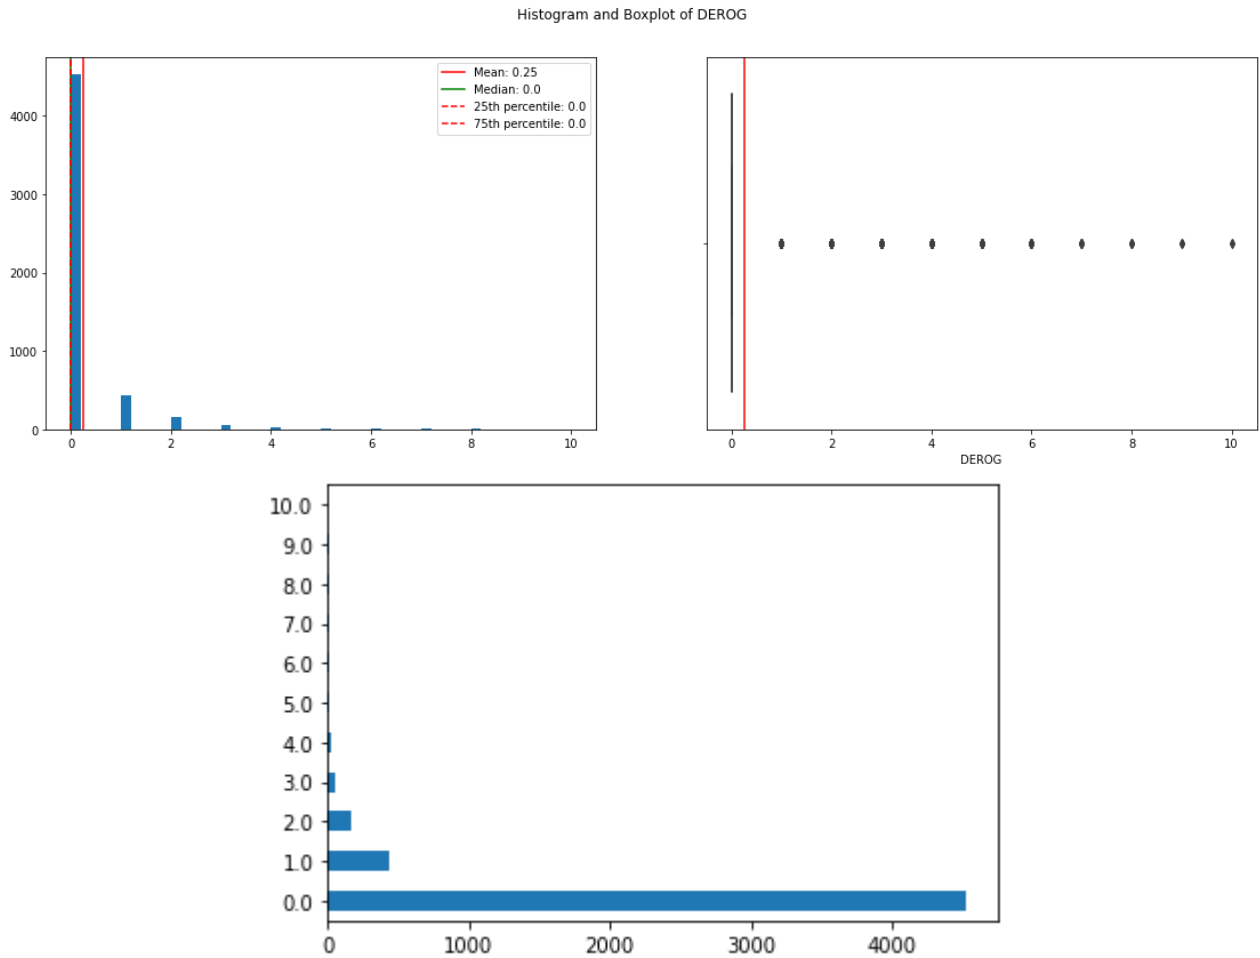 Histogram and Boxplot of DEROG
Mean: 0.25
Median: 0.0
25th percentile: 0.0
75th percentile: 0.0
4000
3000
2000
1000
0
0 2 4 6 8 10
0 2 4 6 8 10
DEROG
10.0
9.0
8.0
7.0
6.0
5.0
4.0
3.0
2.0
1.0
0.0
0 1000 2000 3000 4000